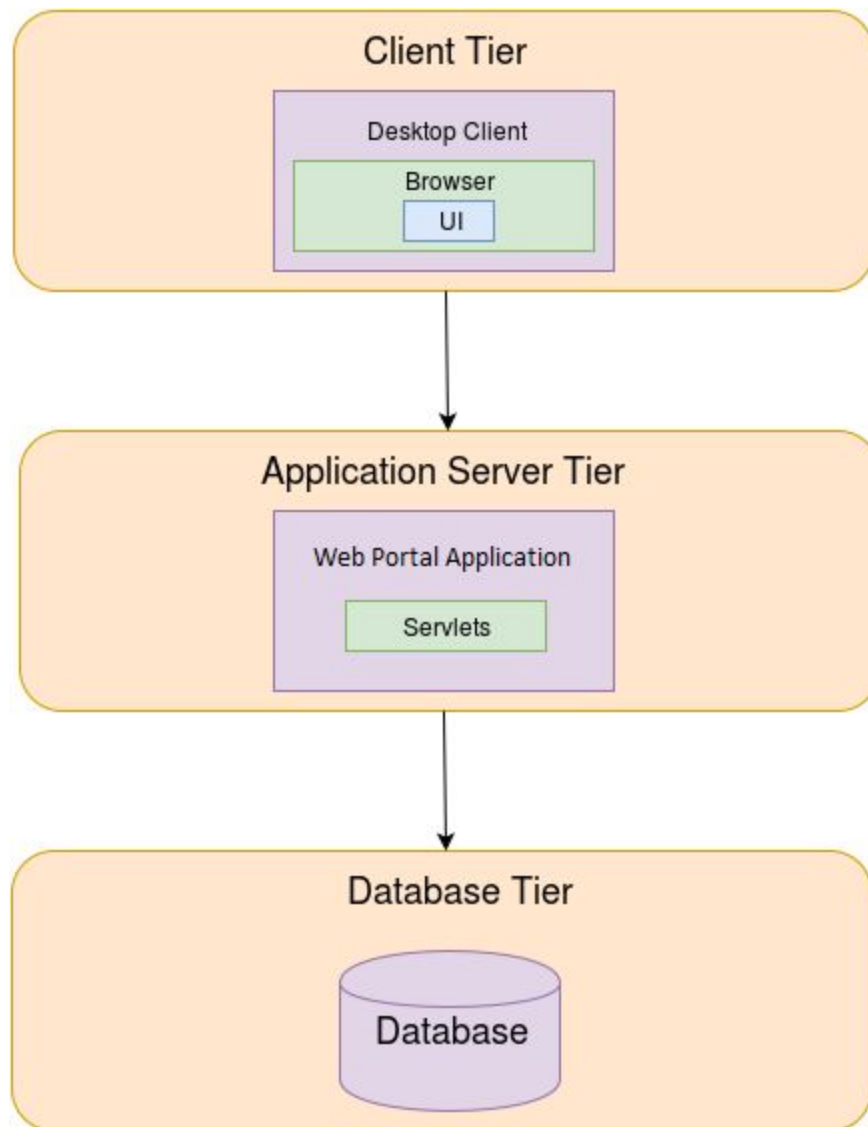 Client Tier
Desktop Client
Browser
UI
Application Server Tier
Web Portal Application
Servlets
Database Tier
Database